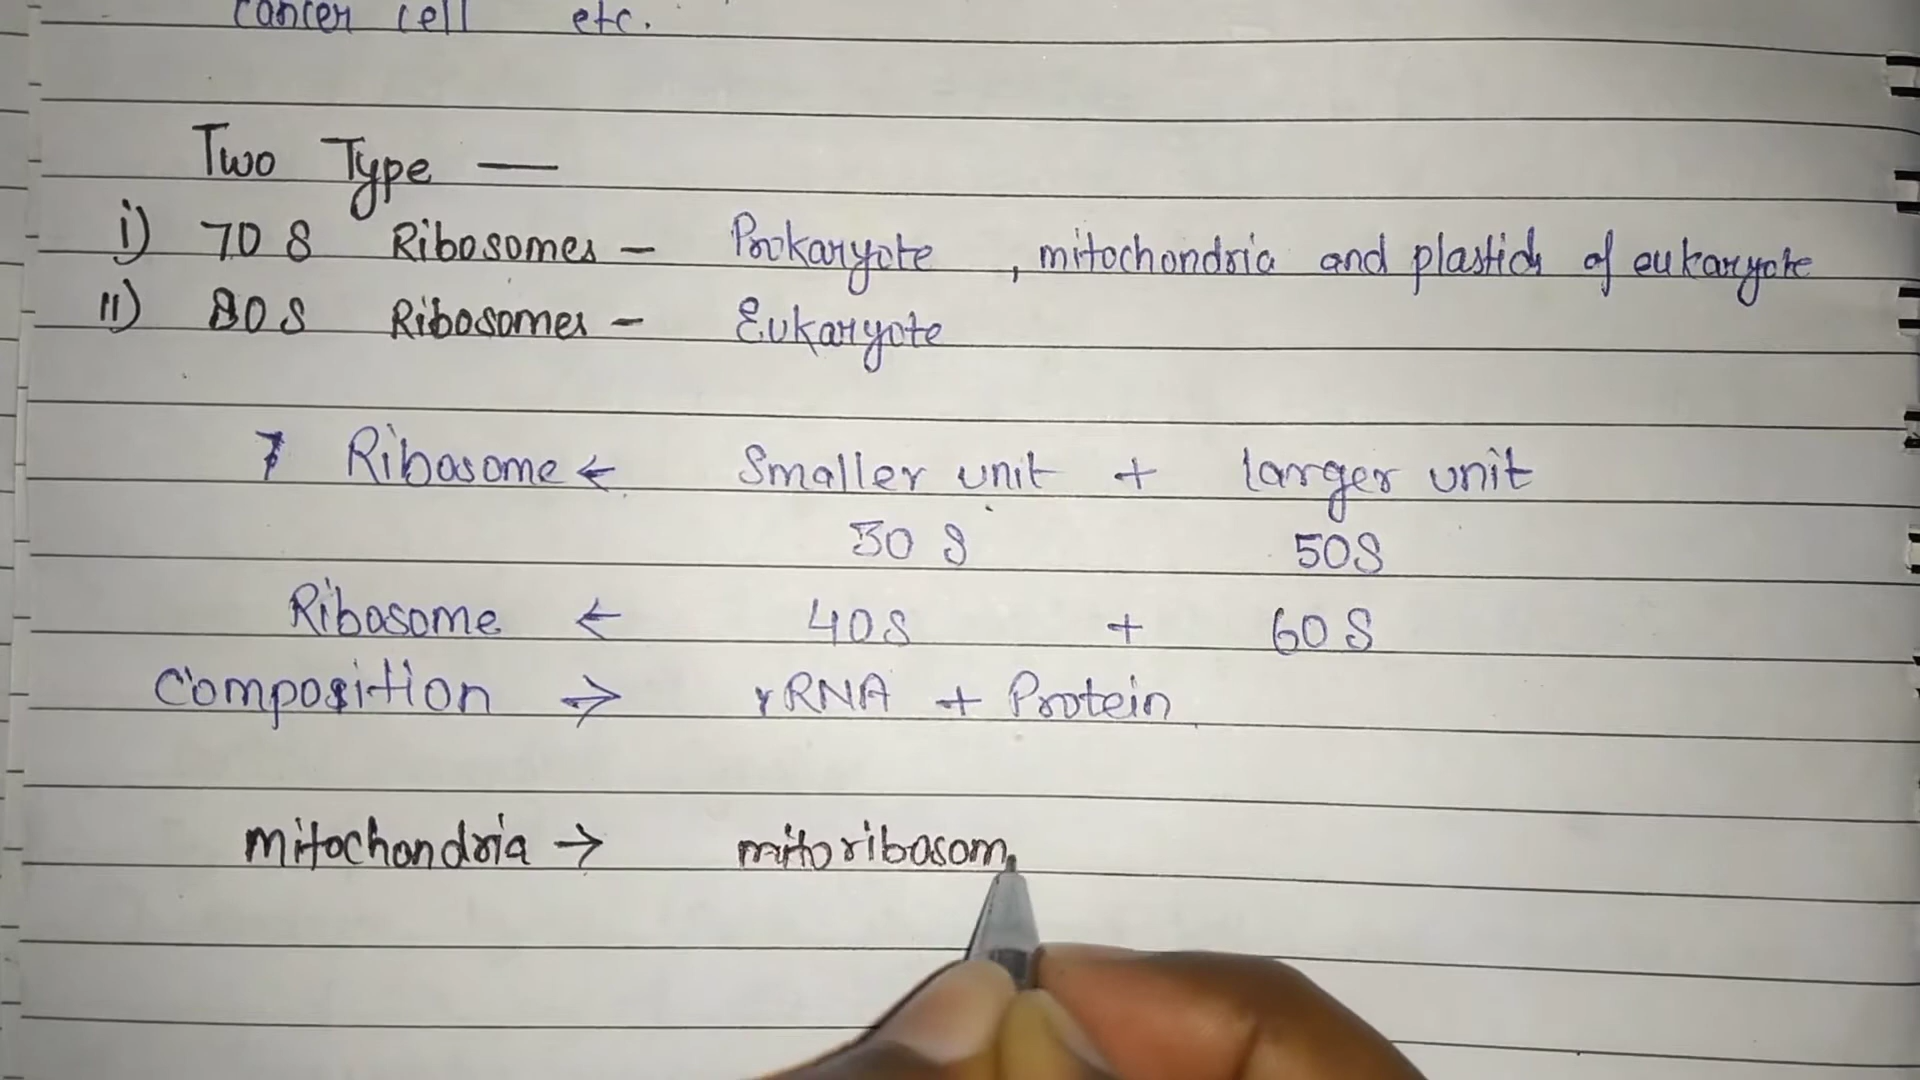 cancer cell etc.
Two Type —
i) 70 S Ribosomes – Prokaryote , mitochondria and plastids of eukaryote
ii) 80 S Ribosomes – Eukaryote
7 Ribosome ← Smaller unit + larger unit
30 S 50S
Ribosome ← 40S + 60 S
Composition → rRNA + Protein
mitochondria → mitoribosom